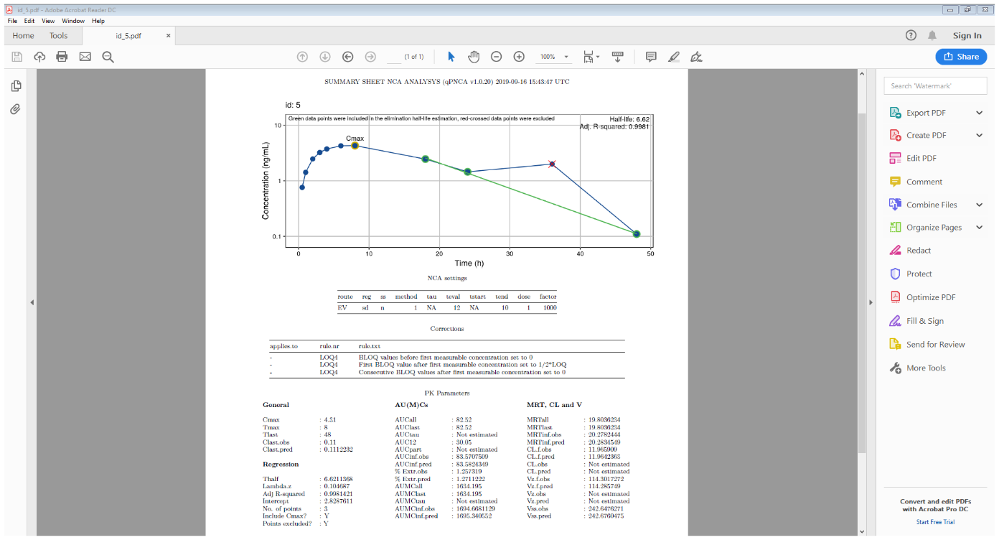 id_5.pdf - Adobe Acrobat Reader DC
File Edit View Window Help
Home Tools id_5.pdf × Sign In
(1 of 1) 100% Share
SUMMARY SHEET NCA ANALYSYS (qPNCA v1.0.20) 2019-09-16 15:43:47 UTC
id: 5
Green data points were included in the elimination half-life estimation, red-crossed data points were excluded
Half-life: 6.62
Adj. R-squared: 0.9981
Cmax
Concentration (ng/mL)
10
1
0.1
0 10 20 30 40 50
Time (h)
NCA settings
route reg ss method tau teval tstart tend dose factor
EV sd n 1 NA 12 NA 10 1 1000
Corrections
applies.to rule.nr rule.txt
- LOQ4 BLOQ values before first measurable concentration set to 0
- LOQ4 First BLOQ value after first measurable concentration set to 1/2*LOQ
- LOQ4 Consecutive BLOQ values after first measurable concentration set to 0
PK Parameters
General
Cmax : 4.31
Tmax : 8
Tlast : 48
Clast.obs : 0.11
Clast.pred : 0.1112232
Regression
Thalf : 6.6211368
Lambda.z : 0.104687
Adj R-squared : 0.9981421
Intercept : 2.8287611
No. of points : 3
Include Cmax? : Y
Points excluded? : Y
AU(M)Cs
AUCall : 82.52
AUClast : 82.52
AUCtau : Not estimated
AUC12 : 30.05
AUCpart : Not estimated
AUCinf.obs : 83.5707509
AUCinf.pred : 83.5824349
% Extr.obs : 1.257319
% Extr.pred : 1.2711222
AUMCall : 1634.195
AUMClast : 1634.195
AUMCtau : Not estimated
AUMCinf.obs : 1694.6681129
AUMCinf.pred : 1695.340552
MRT, CL and V
MRTall : 19.8036234
MRTlast : 19.8036234
MRTinf.obs : 20.2782444
MRTinf.pred : 20.2834549
CL.f.obs : 11.965909
CL.f.pred : 11.9642363
CL.obs : Not estimated
CL.pred : Not estimated
Vz.f.obs : 114.3017272
Vz.f.pred : 114.285749
Vz.obs : Not estimated
Vz.pred : Not estimated
Vss.obs : 242.6476271
Vss.pred : 242.6760475
Search 'Watermark'
Export PDF
Create PDF
Edit PDF
Comment
Combine Files
Organize Pages
Redact
Protect
Optimize PDF
Fill & Sign
Send for Review
More Tools
Convert and edit PDFs
with Acrobat Pro DC
Start Free Trial